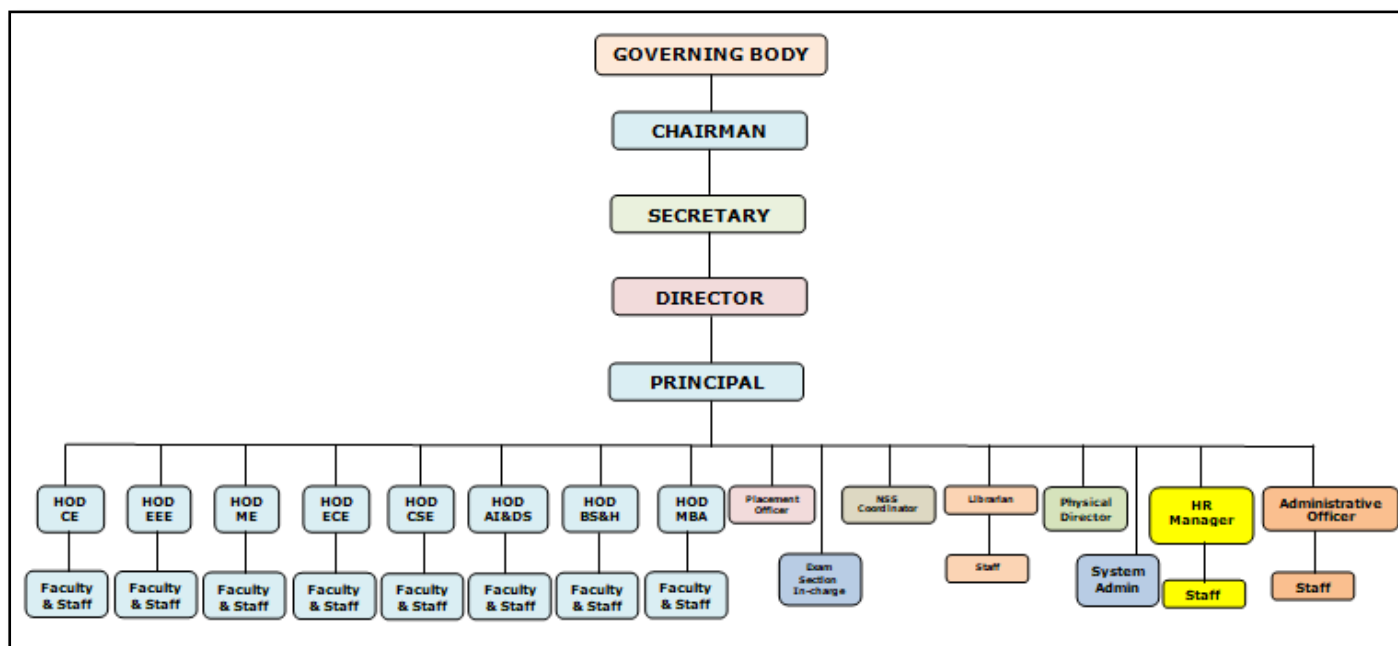 GOVERNING BODY
CHAIRMAN
SECRETARY
DIRECTOR
PRINCIPAL
HOD
CE
HOD
EEE
HOD
ME
HOD
ECE
HOD
CSE
HOD
AI&DS
HOD
BS&H
HOD
MBA
Placement
Officer
NSS
Coordinator
Librarian
Physical
Director
HR
Manager
Administrative
Officer
Faculty
& Staff
Faculty
& Staff
Faculty
& Staff
Faculty
& Staff
Faculty
& Staff
Faculty
& Staff
Faculty
& Staff
Faculty
& Staff
Exam
Section
In-charge
Staff
System
Admin
Staff
Staff